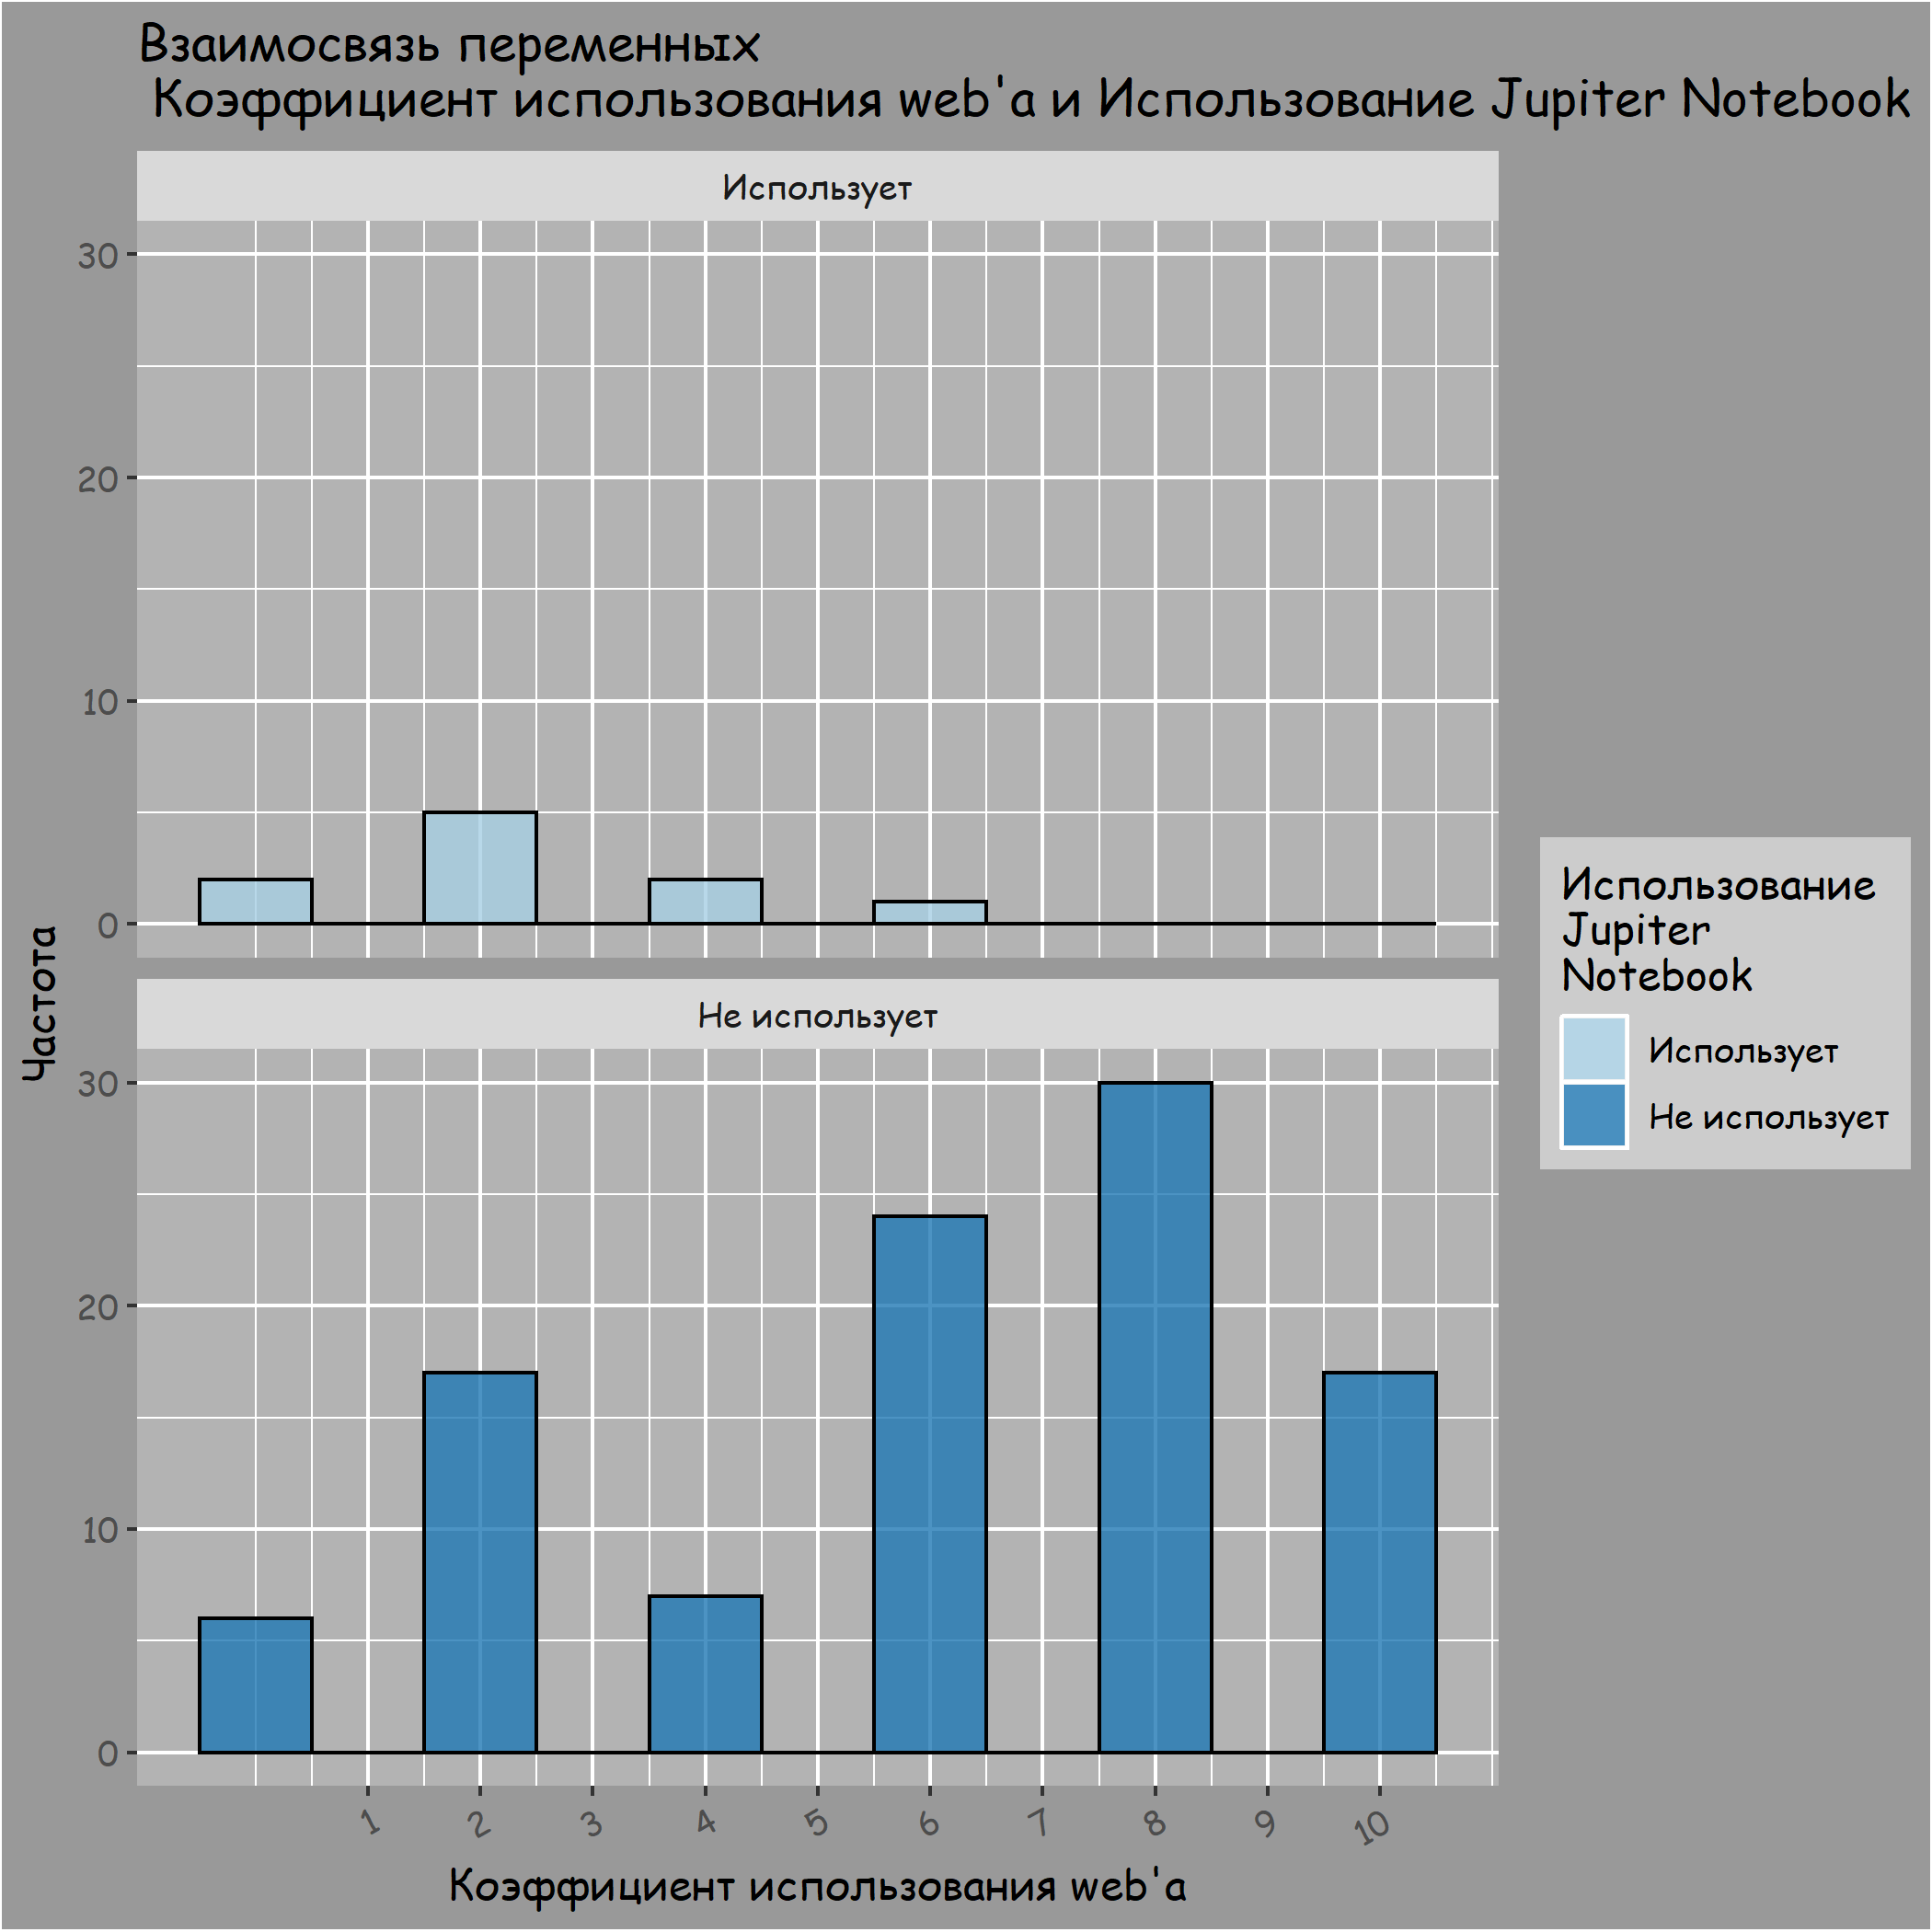 Взаимосвязь переменных
Коэффициент использования web'а и Использование Jupiter Notebook
Использует
30
20
10
0
Не использует
30
20
10
0
1 2 3 4 5 6 7 8 9 10
Коэффициент использования web'а
Частота
Использование
Jupiter
Notebook
Использует
Не использует